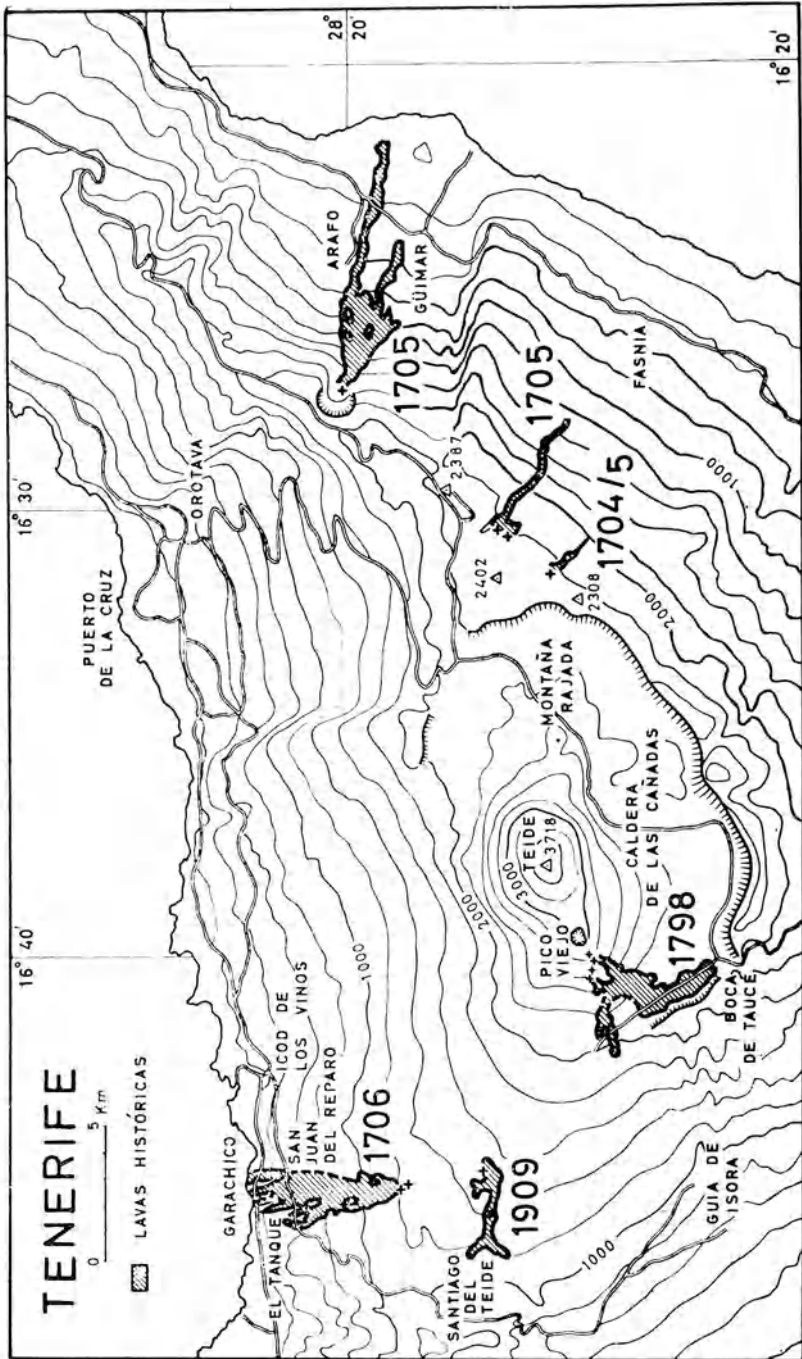 TENERIFE
0 5 Km
LAVAS HISTÓRICAS
GARACHICO
EL TANQUE
SAN
JUAN
DEL REPARO
ICOD DE
LOS VINOS
1706
SANTIAGO
DEL
TEIDE
1909
GUIA DE
ISORA
1000
1000
16° 40'
PUERTO
DE LA CRUZ
OROTAVA
16° 30'
2000
3000
TEIDE
3718
PICO
VIEJO
1798
BOCA
DE TAUCE
CALDERA
DE LAS CAÑADAS
MONTAÑA
RAJADA
2402
2387
2308
1704/5
1705
2000
1000
FASNIA
1705
ARAFO
GÜIMAR
28°
20'
16° 20'